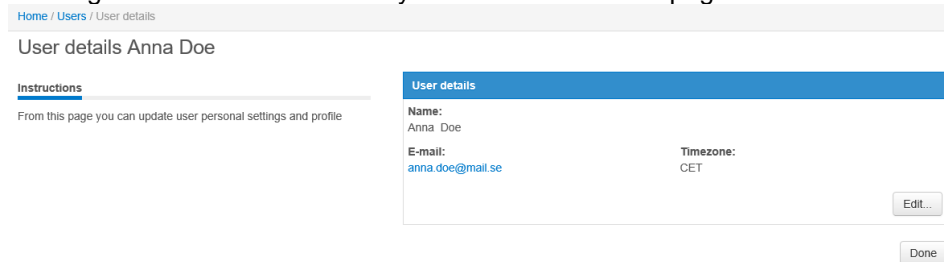 Home / Users / User details
User details Anna Doe
Instructions
From this page you can update user personal settings and profile
User details
Name:
Anna Doe
E-mail:
Timezone:
anna.doe@mail.se
CET
Edit...
Done